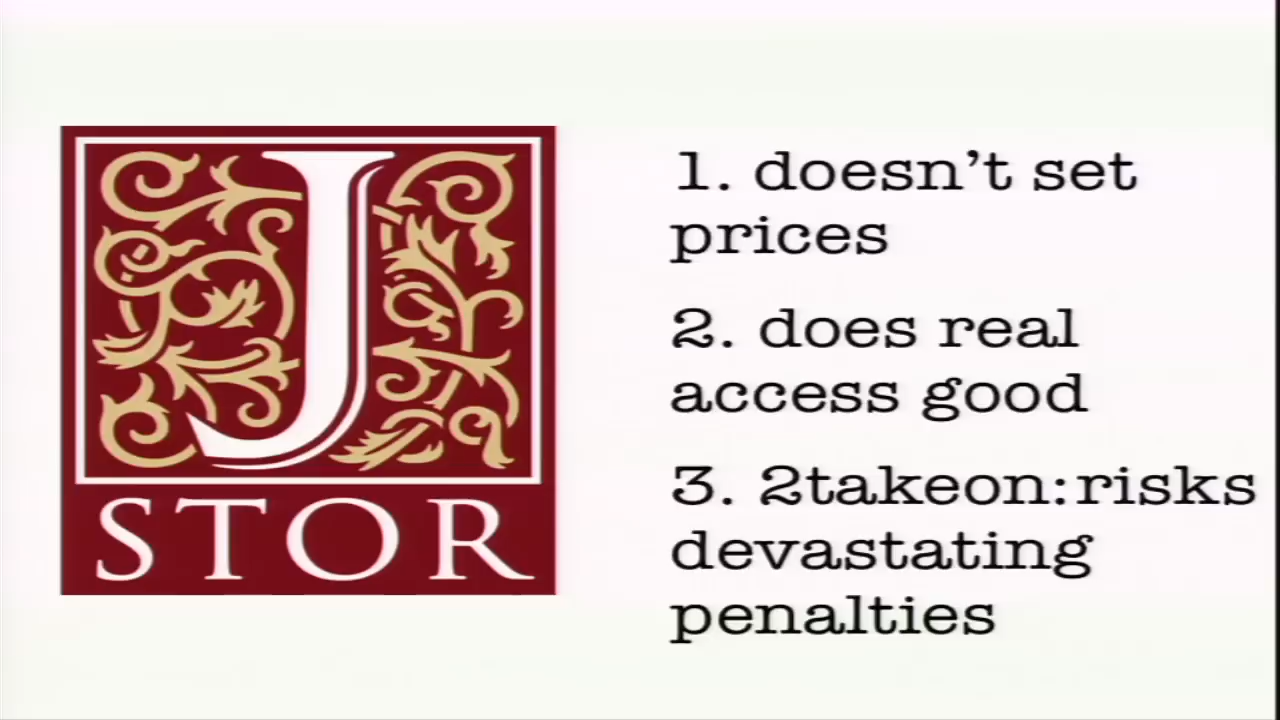 J
STOR
1. doesn't set
prices
2. does real
access good
3. 2takeon:risks
devastating
penalties